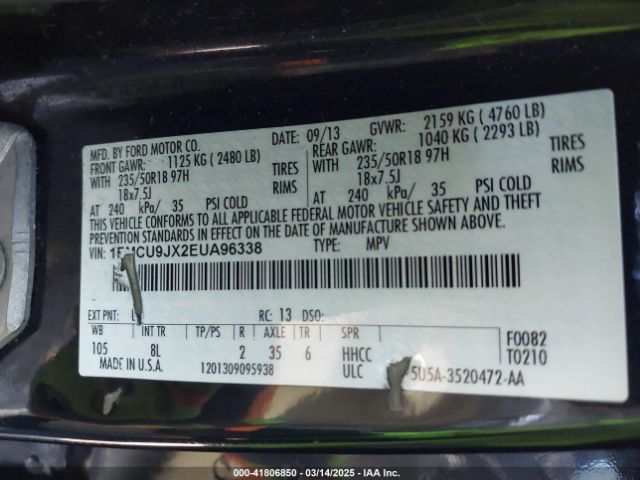 MFD. BY FORD MOTOR CO.
DATE: 09/13 GVWR: 2159 KG ( 4760 LB)
FRONT GAWR: 1125 KG ( 2480 LB)
REAR GAWR: 1040 KG ( 2293 LB)
WITH 235/50R18 97H TIRES
WITH 235/50R18 97H TIRES
18x7.5J RIMS
18x7.5J RIMS
AT 240 kPa/ 35 PSI COLD
AT 240 kPa/ 35 PSI COLD
THIS VEHICLE CONFORMS TO ALL APPLICABLE FEDERAL MOTOR VEHICLE SAFETY AND THEFT
PREVENTION STANDARDS IN EFFECT ON THE DATE OF MANUFACTURE SHOWN ABOVE.
VIN: CU9JX2EUA96338
TYPE: MPV
EXT PNT: RC: 13 DSO:
WB INT TR TP/PS R AXLE TR SPR
105 8L 2 35 6 HHCC
F0082
T0210
MADE IN U.S.A.
1201309095938
ULC 5U5A-3520472-AA
000-41806850 - 03/14/2025 - IAA Inc.